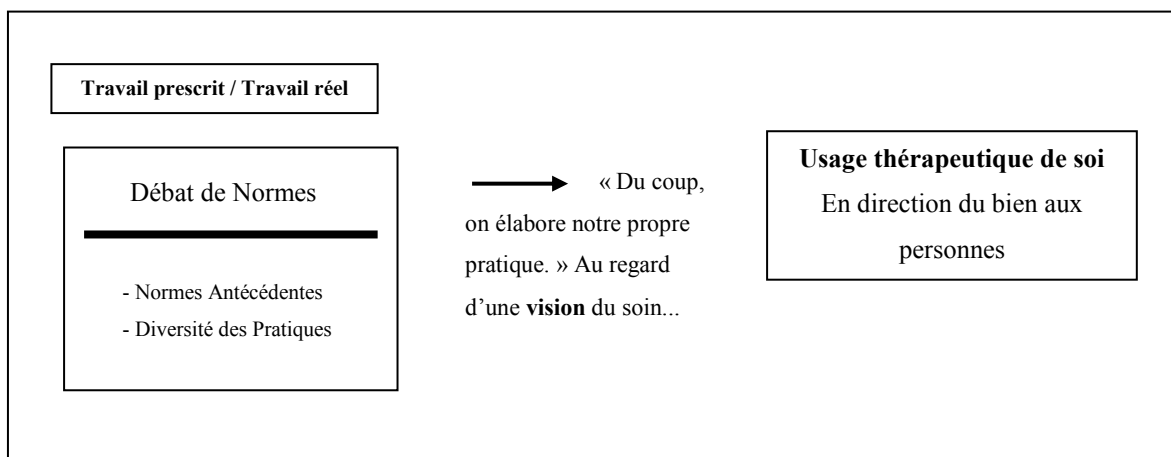 Travail prescrit / Travail réel
Débat de Normes
- Normes Antécédentes
- Diversité des Pratiques
« Du coup,
on élabore notre propre
pratique. » Au regard
d’une vision du soin...
Usage thérapeutique de soi
En direction du bien aux
personnes